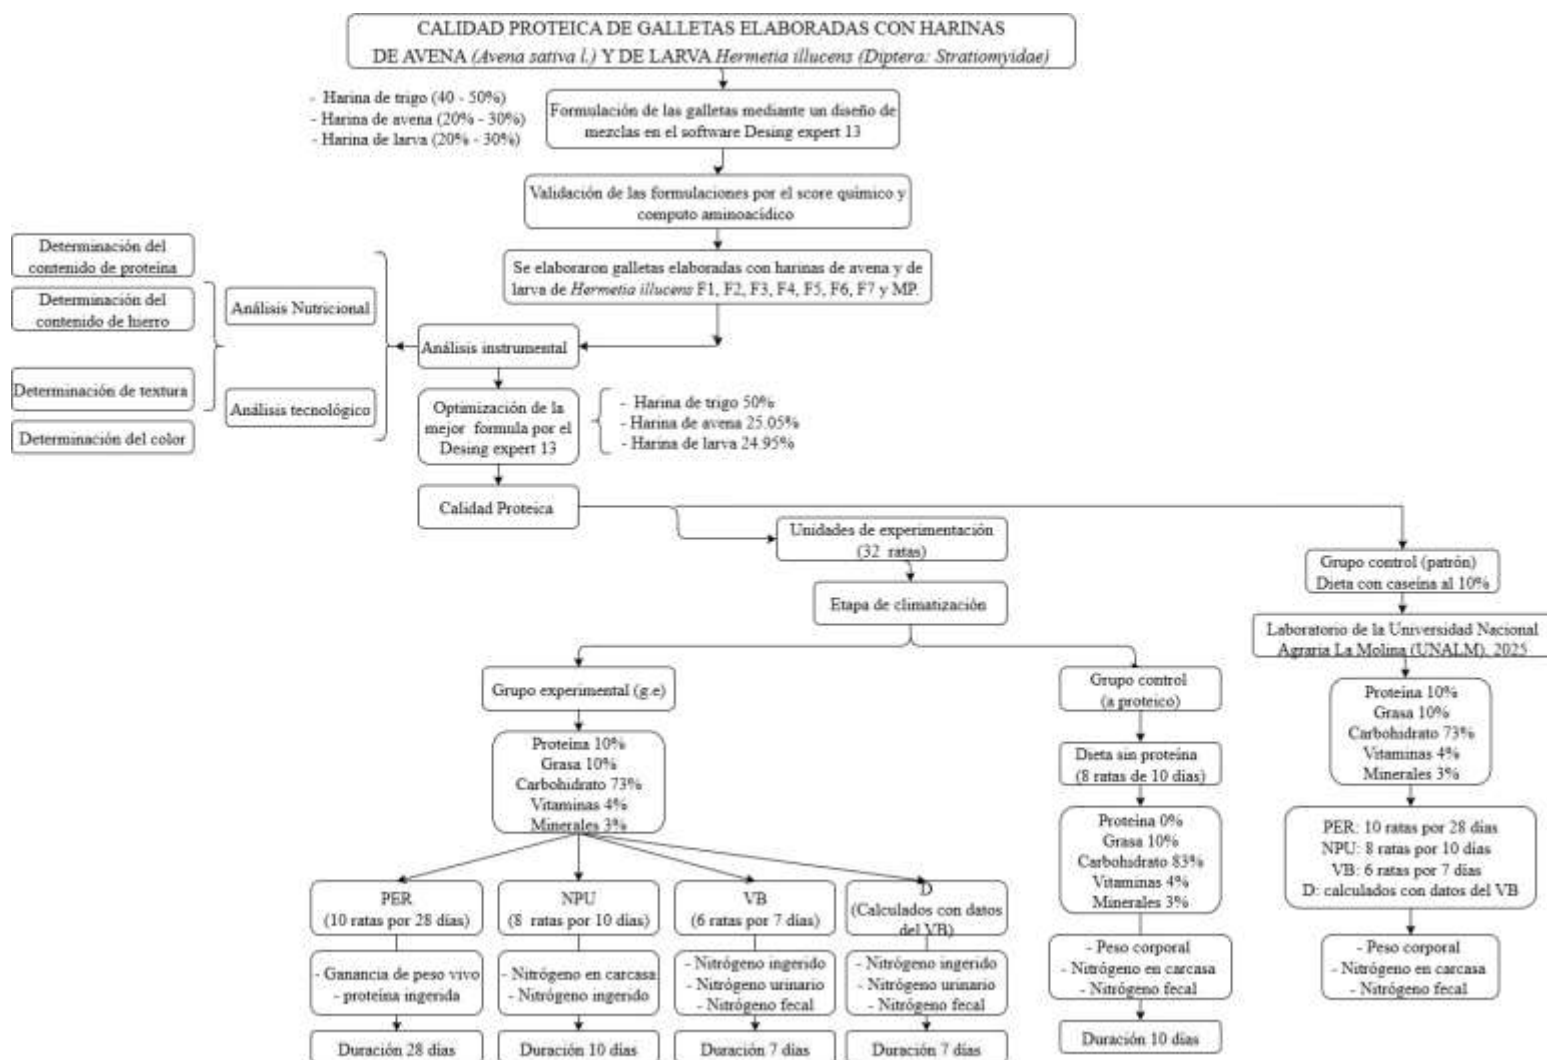 CALIDAD PROTEICA DE GALLETAS ELABORADAS CON HARINAS
DE AVENA (Avena sativa l.) Y DE LARVA Hermetia illucens (Diptera: Stratiomyidae)
- Harina de trigo (40 - 50%)
- Harina de avena (20% - 30%)
- Harina de larva (20% - 30%)
Formulación de las galletas mediante un diseño de
mezclas en el software Desing expert 13
Validación de las formulaciones por el score químico y
computo aminoacídico
Se elaboraron galletas elaboradas con harinas de avena y de
larva de Hermetia illucens F1, F2, F3, F4, F5, F6, F7 y MP.
Determinación del
contenido de proteína
Determinación del
contenido de hierro
Determinación de textura
Determinación del color
Análisis Nutricional
Análisis tecnológico
Análisis instrumental
Optimización de la
mejor formula por el
Desing expert 13
- Harina de trigo 50%
- Harina de avena 25.05%
- Harina de larva 24.95%
Calidad Proteica
Unidades de experimentación
(32 ratas)
Etapa de climatización
Grupo control (patrón)
Dieta con caseína al 10%
Laboratorio de la Universidad Nacional
Agraria La Molina (UNALM), 2025
Grupo experimental (g.e)
Proteína 10%
Grasa 10%
Carbohidrato 73%
Vitaminas 4%
Minerales 3%
Grupo control
(a proteico)
Dieta sin proteína
(8 ratas de 10 días)
Proteína 0%
Grasa 10%
Carbohidrato 83%
Vitaminas 4%
Minerales 3%
Proteína 10%
Grasa 10%
Carbohidrato 73%
Vitaminas 4%
Minerales 3%
PER: 10 ratas por 28 días
NPU: 8 ratas por 10 días
VB: 6 ratas por 7 días
D: calculados con datos del VB
PER
(10 ratas por 28 días)
NPU
(8 ratas por 10 días)
VB
(6 ratas por 7 días)
D
(Calculados con datos
del VB)
- Ganancia de peso vivo
- proteína ingerida
- Nitrógeno en carcasa
- Nitrógeno ingerido
- Nitrógeno ingerido
- Nitrógeno urinario
- Nitrógeno fecal
- Nitrógeno ingerido
- Nitrógeno urinario
- Nitrógeno fecal
- Peso corporal
- Nitrógeno en carcasa
- Nitrógeno fecal
- Peso corporal
- Nitrógeno en carcasa
- Nitrógeno fecal
Duración 28 días
Duración 10 días
Duración 7 días
Duración 7 días
Duración 10 días